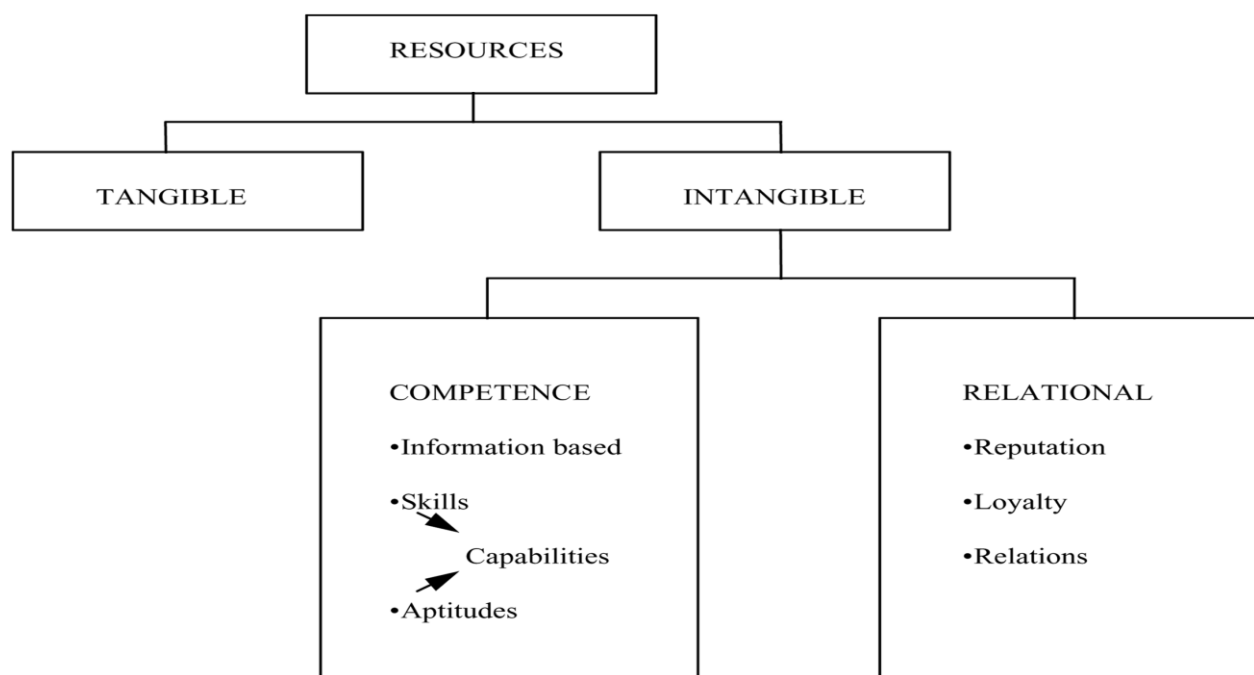 RESOURCES
TANGIBLE
INTANGIBLE
COMPETENCE
•Information based
•Skills
Capabilities
•Aptitudes
RELATIONAL
•Reputation
•Loyalty
•Relations